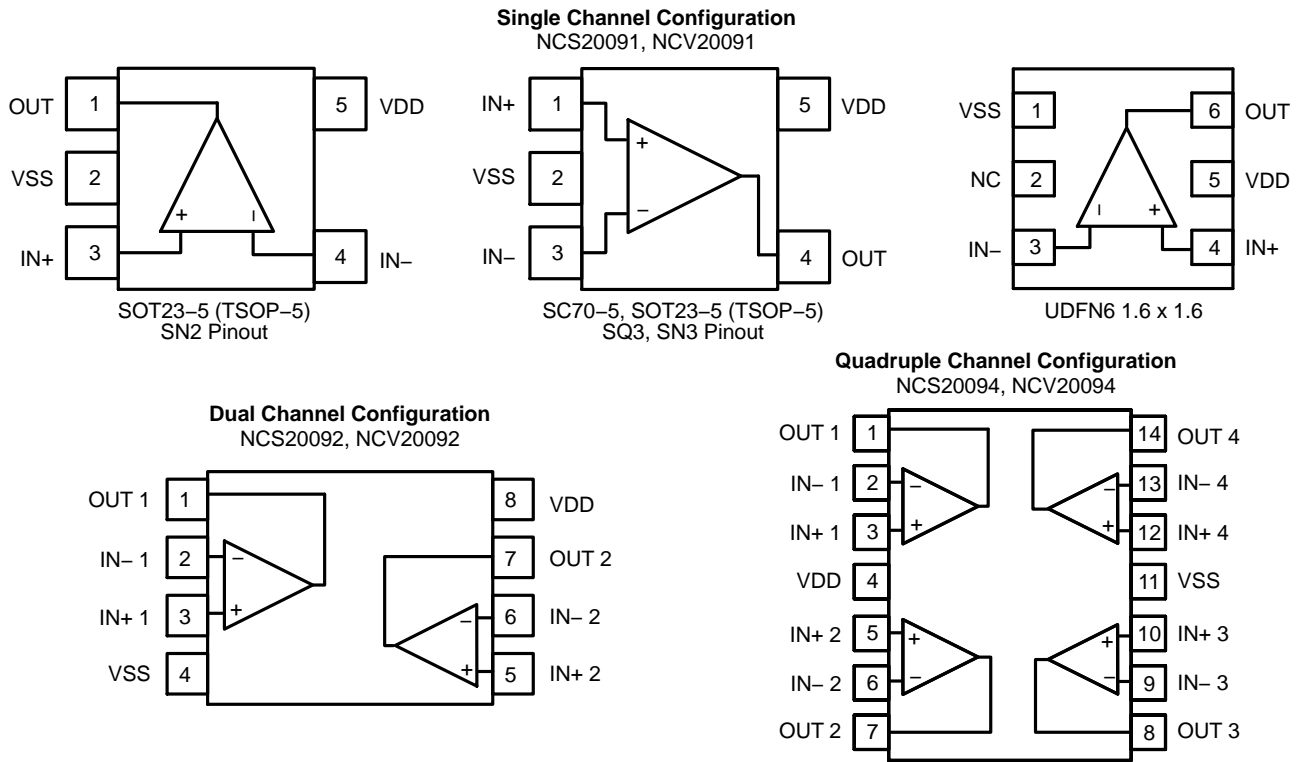 Single Channel Configuration
NCS20091, NCV20091
OUT 1
5 VDD
VSS 2
IN+ 3
4 IN−
+ −
SOT23−5 (TSOP−5)
SN2 Pinout
IN+ 1
5 VDD
VSS 2
IN− 3
4 OUT
+
−
SC70−5, SOT23−5 (TSOP−5)
SQ3, SN3 Pinout
VSS 1
6 OUT
NC 2
5 VDD
IN− 3
4 IN+
− +
UDFN6 1.6 x 1.6
Dual Channel Configuration
NCS20092, NCV20092
OUT 1 1
8 VDD
IN− 1 2
−
7 OUT 2
IN+ 1 3
+
−
6 IN− 2
VSS 4
+
5 IN+ 2
Quadruple Channel Configuration
NCS20094, NCV20094
OUT 1 1
14 OUT 4
IN− 1 2
− −
13 IN− 4
IN+ 1 3
+ +
12 IN+ 4
VDD 4
11 VSS
IN+ 2 5
+ +
10 IN+ 3
IN− 2 6
− −
9 IN− 3
OUT 2 7
8 OUT 3